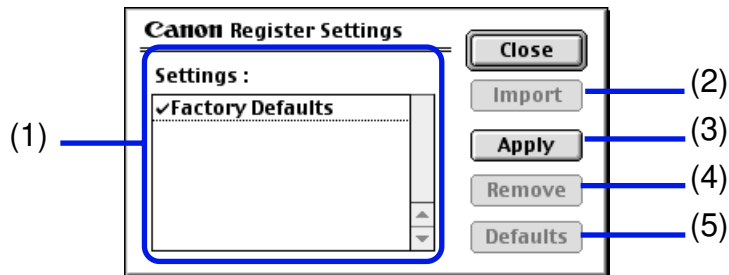 Canon Register Settings
Close
Settings :
Import
(2)
✓Factory Defaults
(1)
Apply
(3)
Remove
(4)
Defaults
(5)